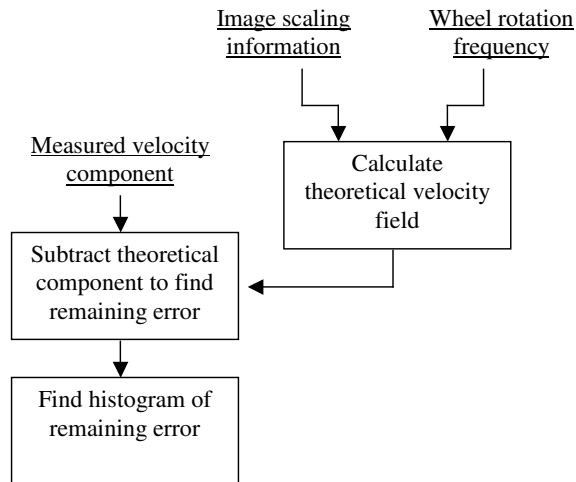 Image scaling
information
Wheel rotation
frequency
Measured velocity
component
Calculate
theoretical velocity
field
Subtract theoretical
component to find
remaining error
Find histogram of
remaining error